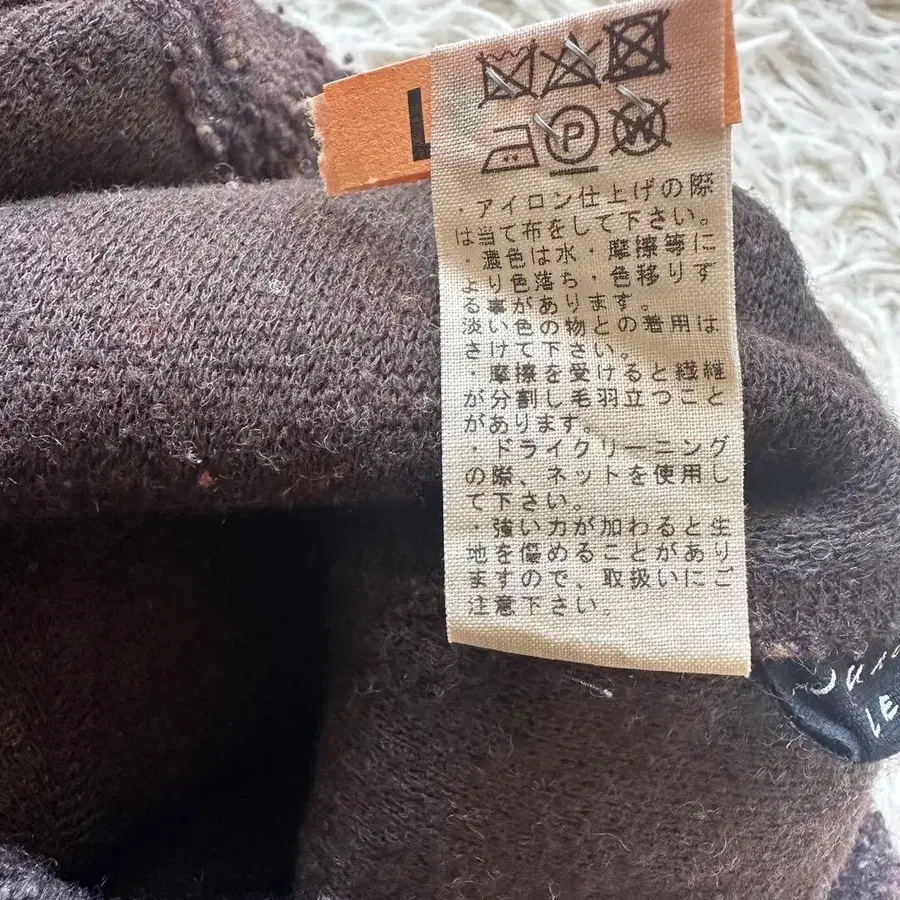 L
P
W
・アイロン仕上げの際
は当て布をして下さい。
・濃色は水・摩擦等に
より色落ち・色移りす
る事があります。
淡い色の物との着用は
さけて下さい。
・摩擦を受けると繊維
が分割し毛羽立つこと
があります。
・ドライクリーニング
の際、ネットを使用し
て下さい。
・強い力が加わると生
地を傷めることがあり
ますので、取扱いにご
注意下さい。
LE